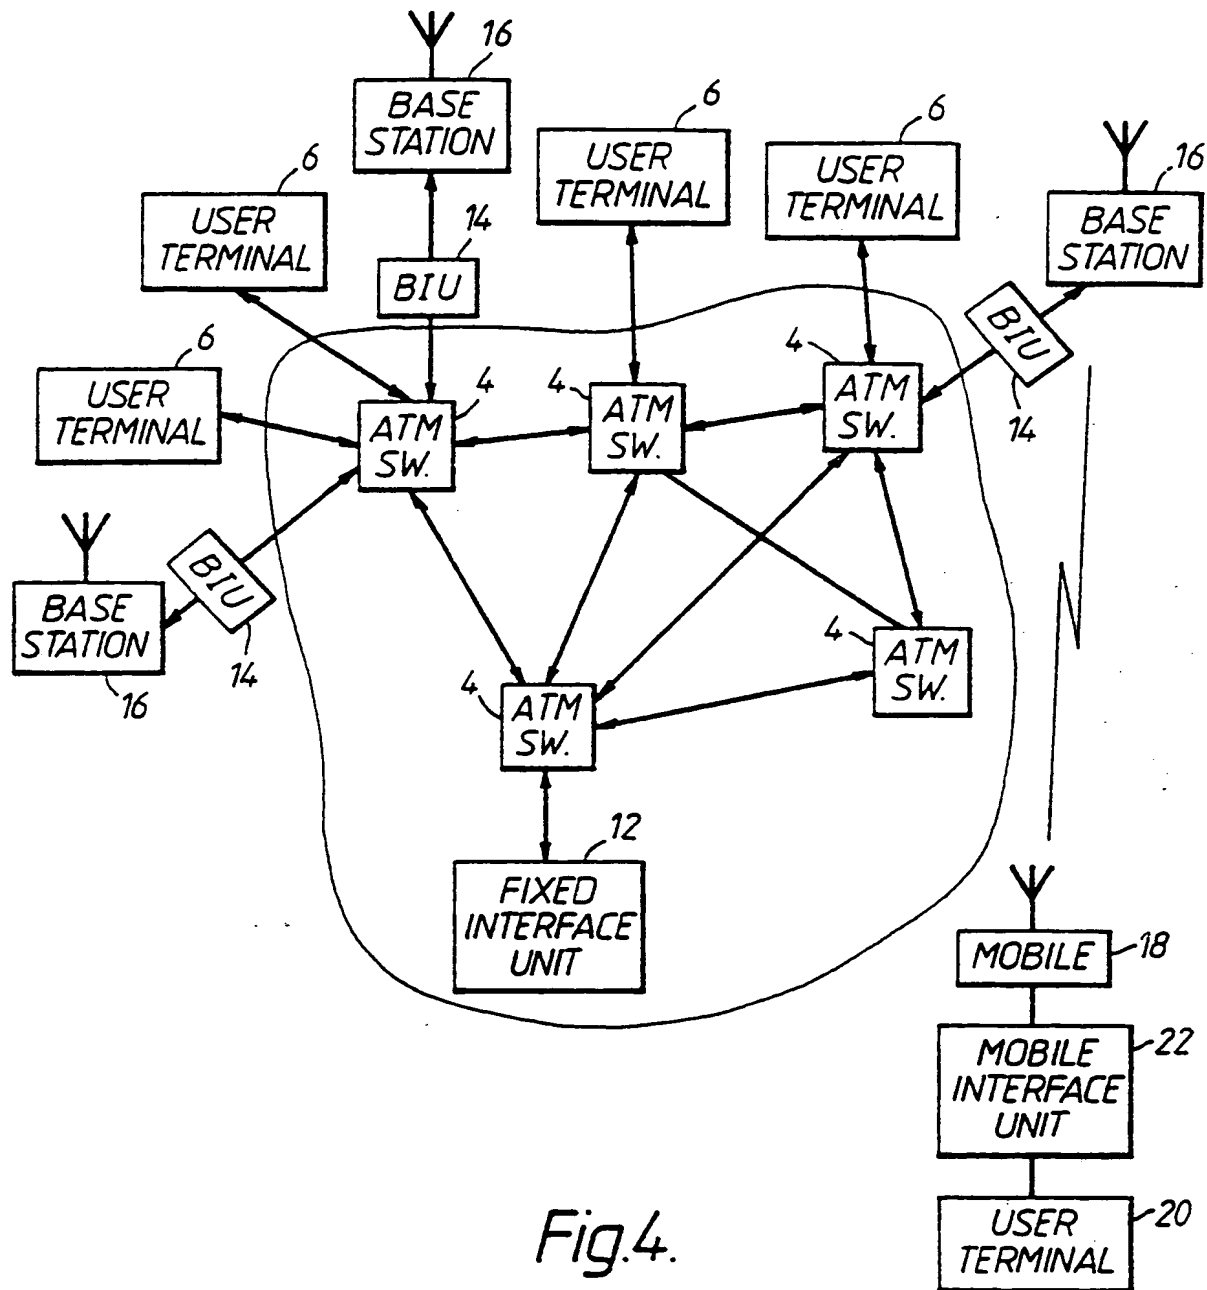 16
BASE
STATION
6
USER
TERMINAL
6
USER
TERMINAL
16
BASE
STATION
6
USER
TERMINAL
14
BIU
BIU
14
6
USER
TERMINAL
4
ATM
SW.
4
ATM
SW.
4
ATM
SW.
BASE
STATION
16
BIU
14
4
ATM
SW.
4
ATM
SW.
12
FIXED
INTERFACE
UNIT
MOBILE
18
MOBILE
INTERFACE
UNIT
22
USER
TERMINAL
20
Fig.4.